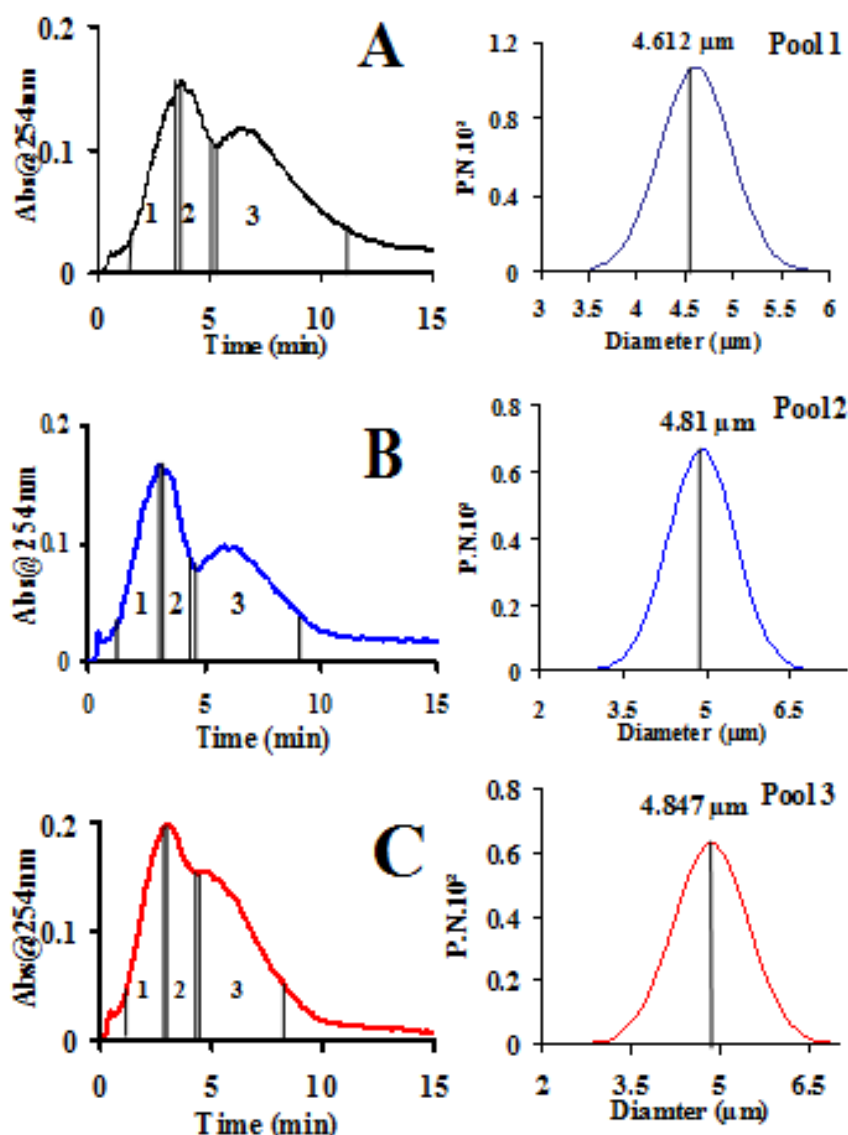 A
0.2
0.1
0
Abs@254nm
1 2 3
0 5 10 15
Time (min)
4.612 µm
Pool 1
1.2
0.8
0.4
0
P.N.10²
3 3.5 4 4.5 5 5.5 6
Diameter (µm)
B
0.2
0.1
0
Abs@254nm
1 2 3
0 5 10 15
Time (min)
4.81 µm
Pool 2
0.8
0.6
0.4
0.2
0
P.N.10²
2 3.5 5 6.5
Diameter (µm)
C
0.2
0.1
0
Abs@254nm
1 2 3
0 5 10 15
Time (min)
4.847 µm
Pool 3
0.8
0.6
0.4
0.2
0
P.N.10²
2 3.5 5 6.5
Diamter (µm)